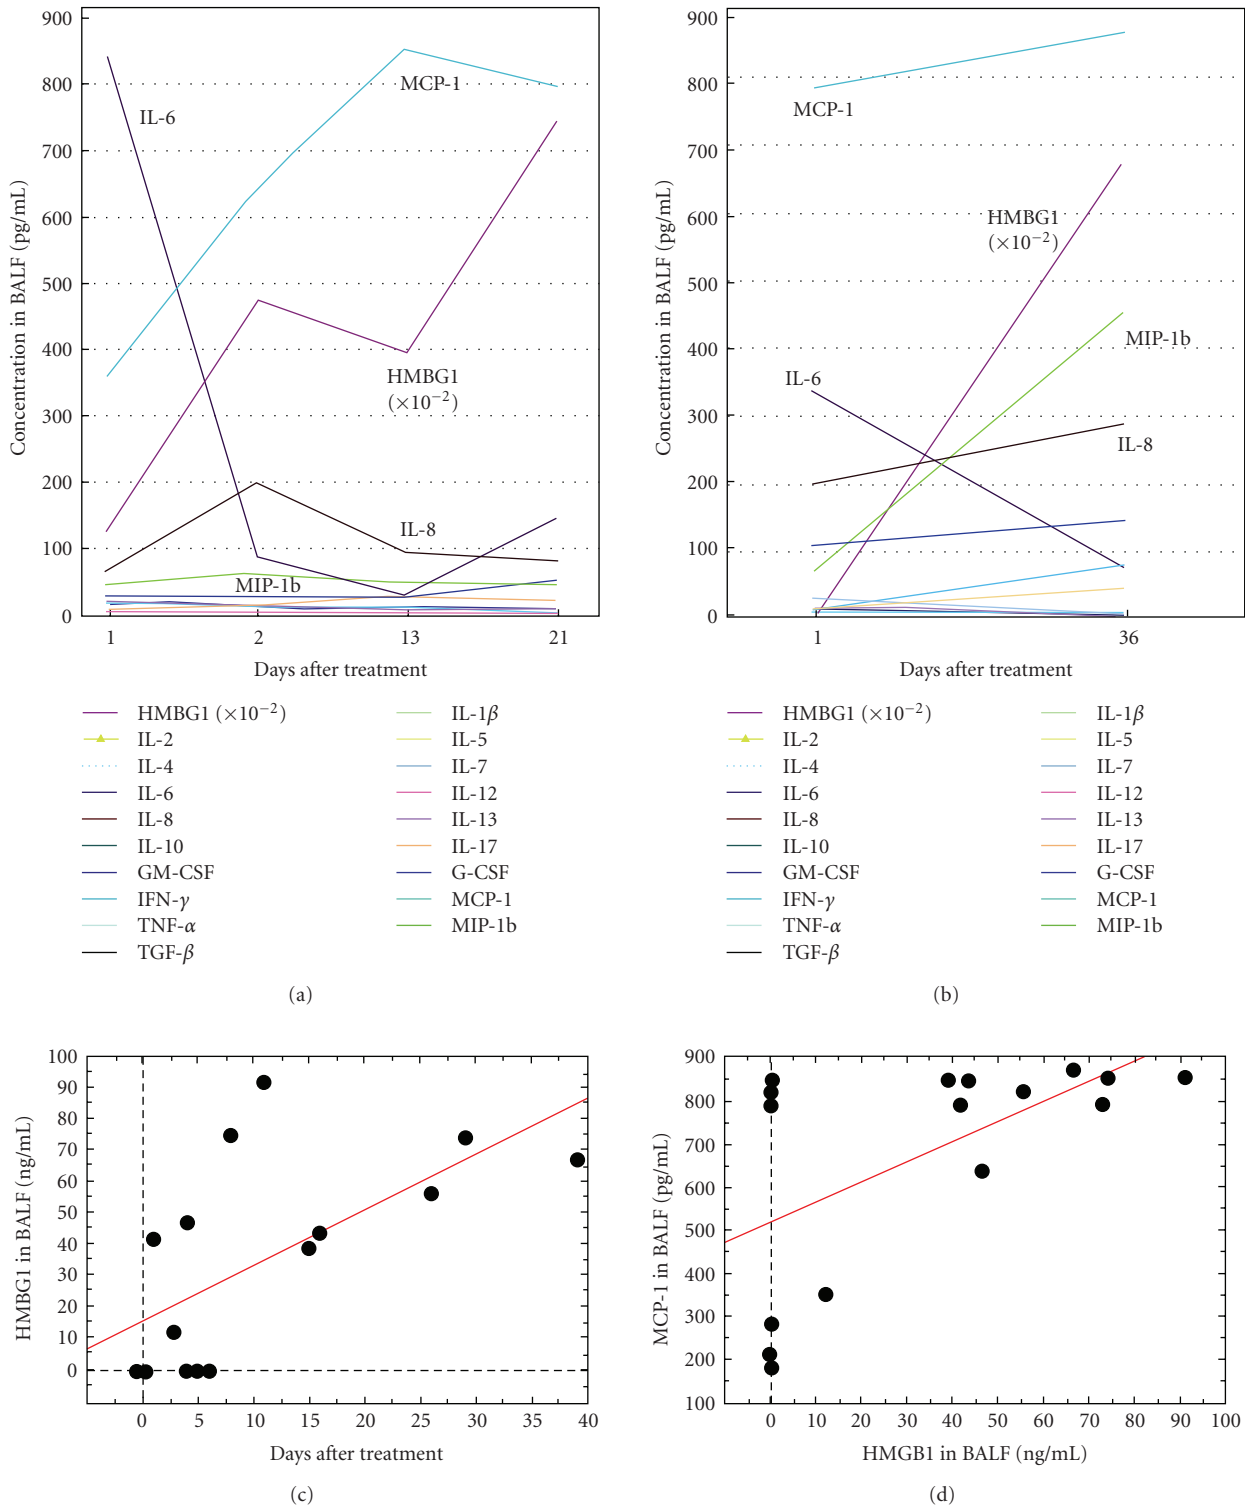 900
800
700
600
500
400
300
200
100
0
Concentration in BALF (pg/mL)
IL-6
MCP-1
HMBG1
(×10−2)
IL-8
MIP-1b
1 2 13 21
Days after treatment
HMBG1 (×10−2) IL-1β
IL-2 IL-5
IL-4 IL-7
IL-6 IL-12
IL-8 IL-13
IL-10 IL-17
GM-CSF G-CSF
IFN-γ MCP-1
TNF-α MIP-1b
TGF-β
(a)
900
800
700
600
500
400
300
200
100
0
Concentration in BALF (pg/mL)
MCP-1
HMBG1
(×10−2)
MIP-1b
IL-6
IL-8
1 36
Days after treatment
HMBG1 (×10−2) IL-1β
IL-2 IL-5
IL-4 IL-7
IL-6 IL-12
IL-8 IL-13
IL-10 IL-17
GM-CSF G-CSF
IFN-γ MCP-1
TNF-α MIP-1b
TGF-β
(b)
100
90
80
70
60
50
40
30
20
10
0
HMBG1 in BALF (ng/mL)
0 5 10 15 20 25 30 35 40
Days after treatment
(c)
900
800
700
600
500
400
300
200
100
MCP-1 in BALF (pg/mL)
0 10 20 30 40 50 60 70 80 90 100
HMGB1 in BALF (ng/mL)
(d)